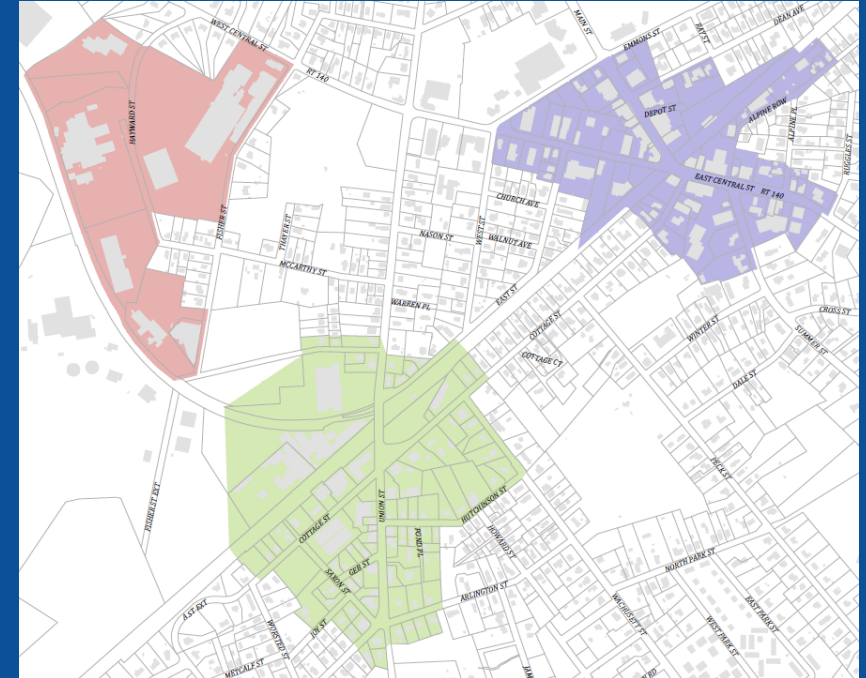 WEST CENTRAL ST
MAIN ST
EMMONS ST
RAY ST
DEAN AVE
RT 140
HAYWARD ST
DEPOT ST
ALPINE ROW
ALPINE PL
RUGGLES ST
EAST CENTRAL ST RT 140
FISHER ST
THAYER ST
MCCARTHY ST
CHURCH AVE
NASON ST
WEST ST
WALNUT AVE
WARREN PL
EAST ST
COTTAGE ST
COTTAGE CT
WINTER ST
CROSS ST
SUMMER ST
DALE ST
PECK ST
FISHER ST EXT
UNION ST
HUTCHINSON ST
COTTAGE ST
POND PL
HOWARD ST
GEB ST
SAXON ST
ARLINGTON ST
NORTH PARK ST
A ST EXT
JOY ST
WORSTED ST
METCALF ST
WACHUSETT ST
WEST PARK ST
EAST PARK ST
JAM
RD